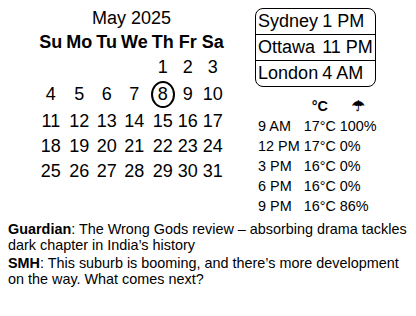 May 2025
Su Mo Tu We Th Fr Sa
1 2 3
4 5 6 7 8 9 10
11 12 13 14 15 16 17
18 19 20 21 22 23 24
25 26 27 28 29 30 31
Sydney 1 PM
Ottawa 11 PM
London 4 AM
°C ☂
9 AM 17°C 100%
12 PM 17°C 0%
3 PM 16°C 0%
6 PM 16°C 0%
9 PM 16°C 86%
Guardian: The Wrong Gods review – absorbing drama tackles
dark chapter in India’s history
SMH: This suburb is booming, and there’s more development
on the way. What comes next?